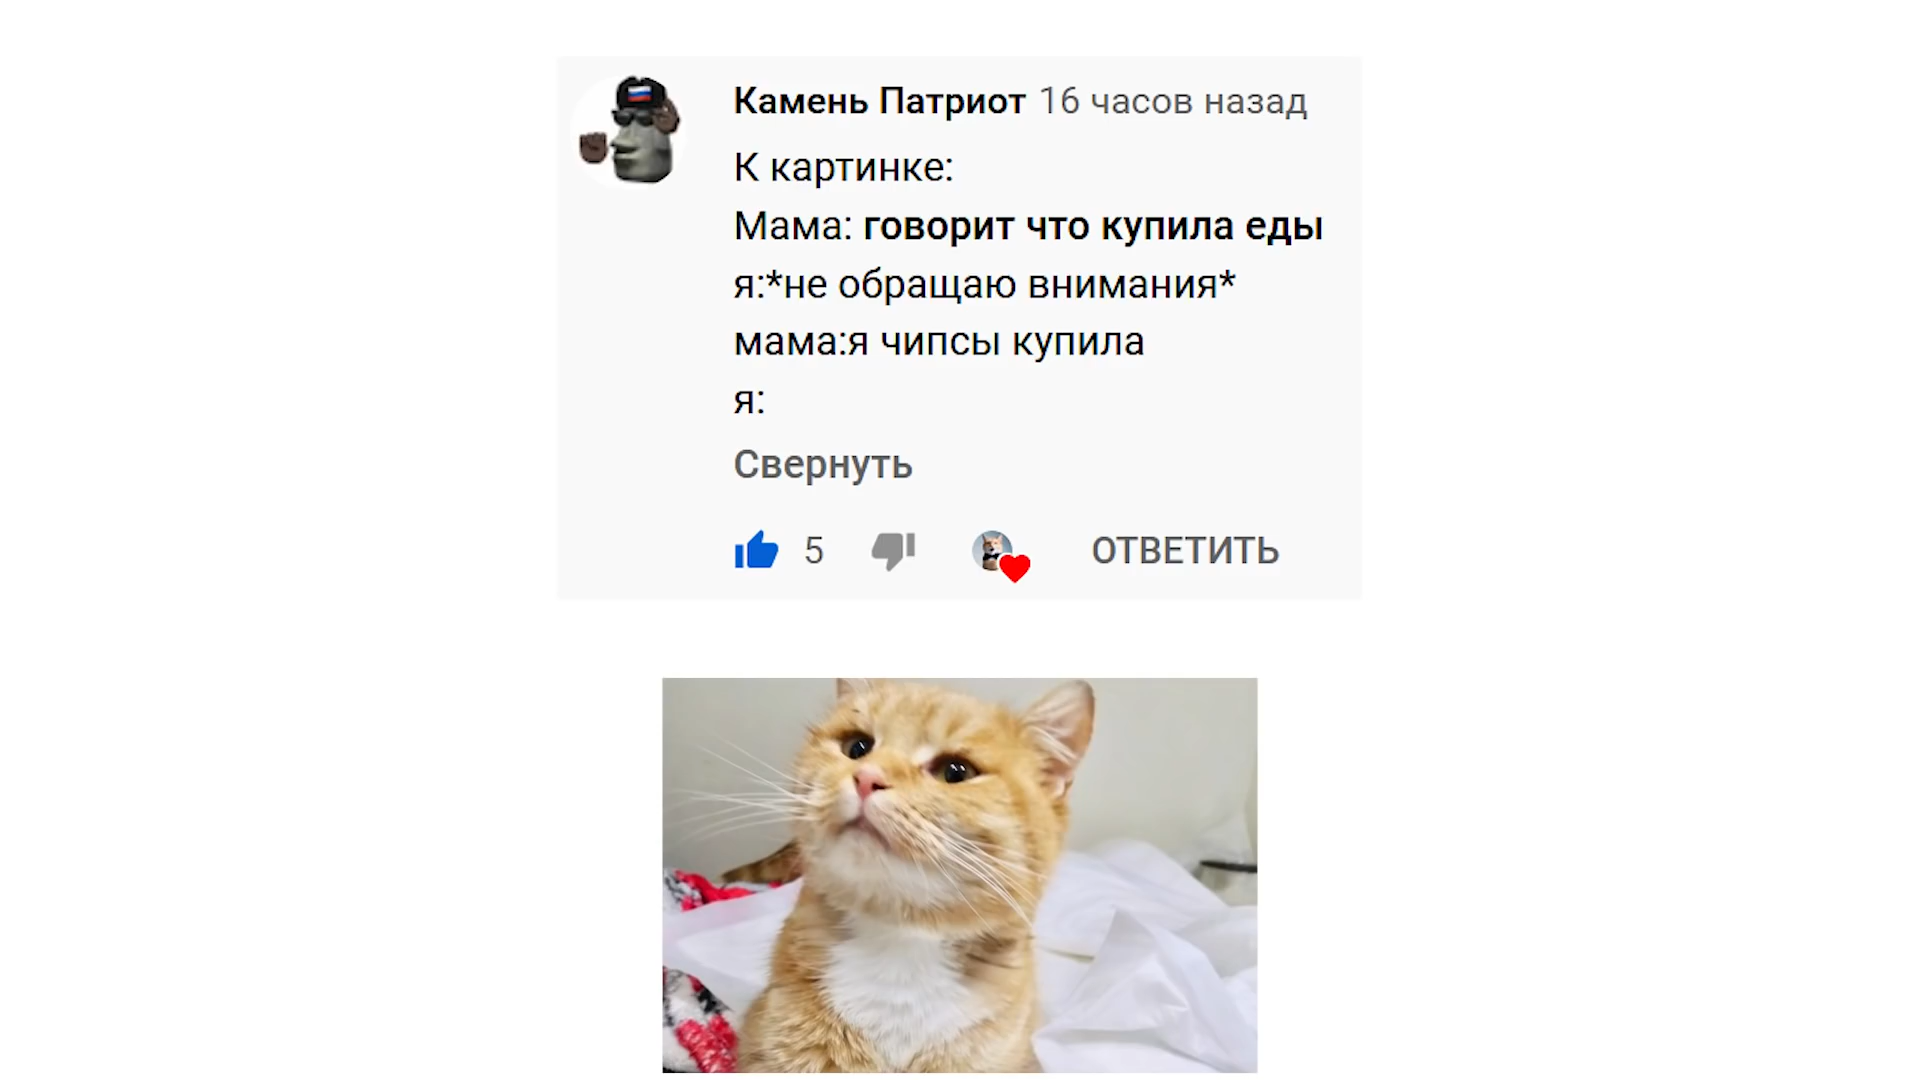 Камень Патриот 16 часов назад
К картинке:
Мама: говорит что купила еды
я:*не обращаю внимания*
мама:я чипсы купила
я:
Свернуть
5 ОТВЕТИТЬ